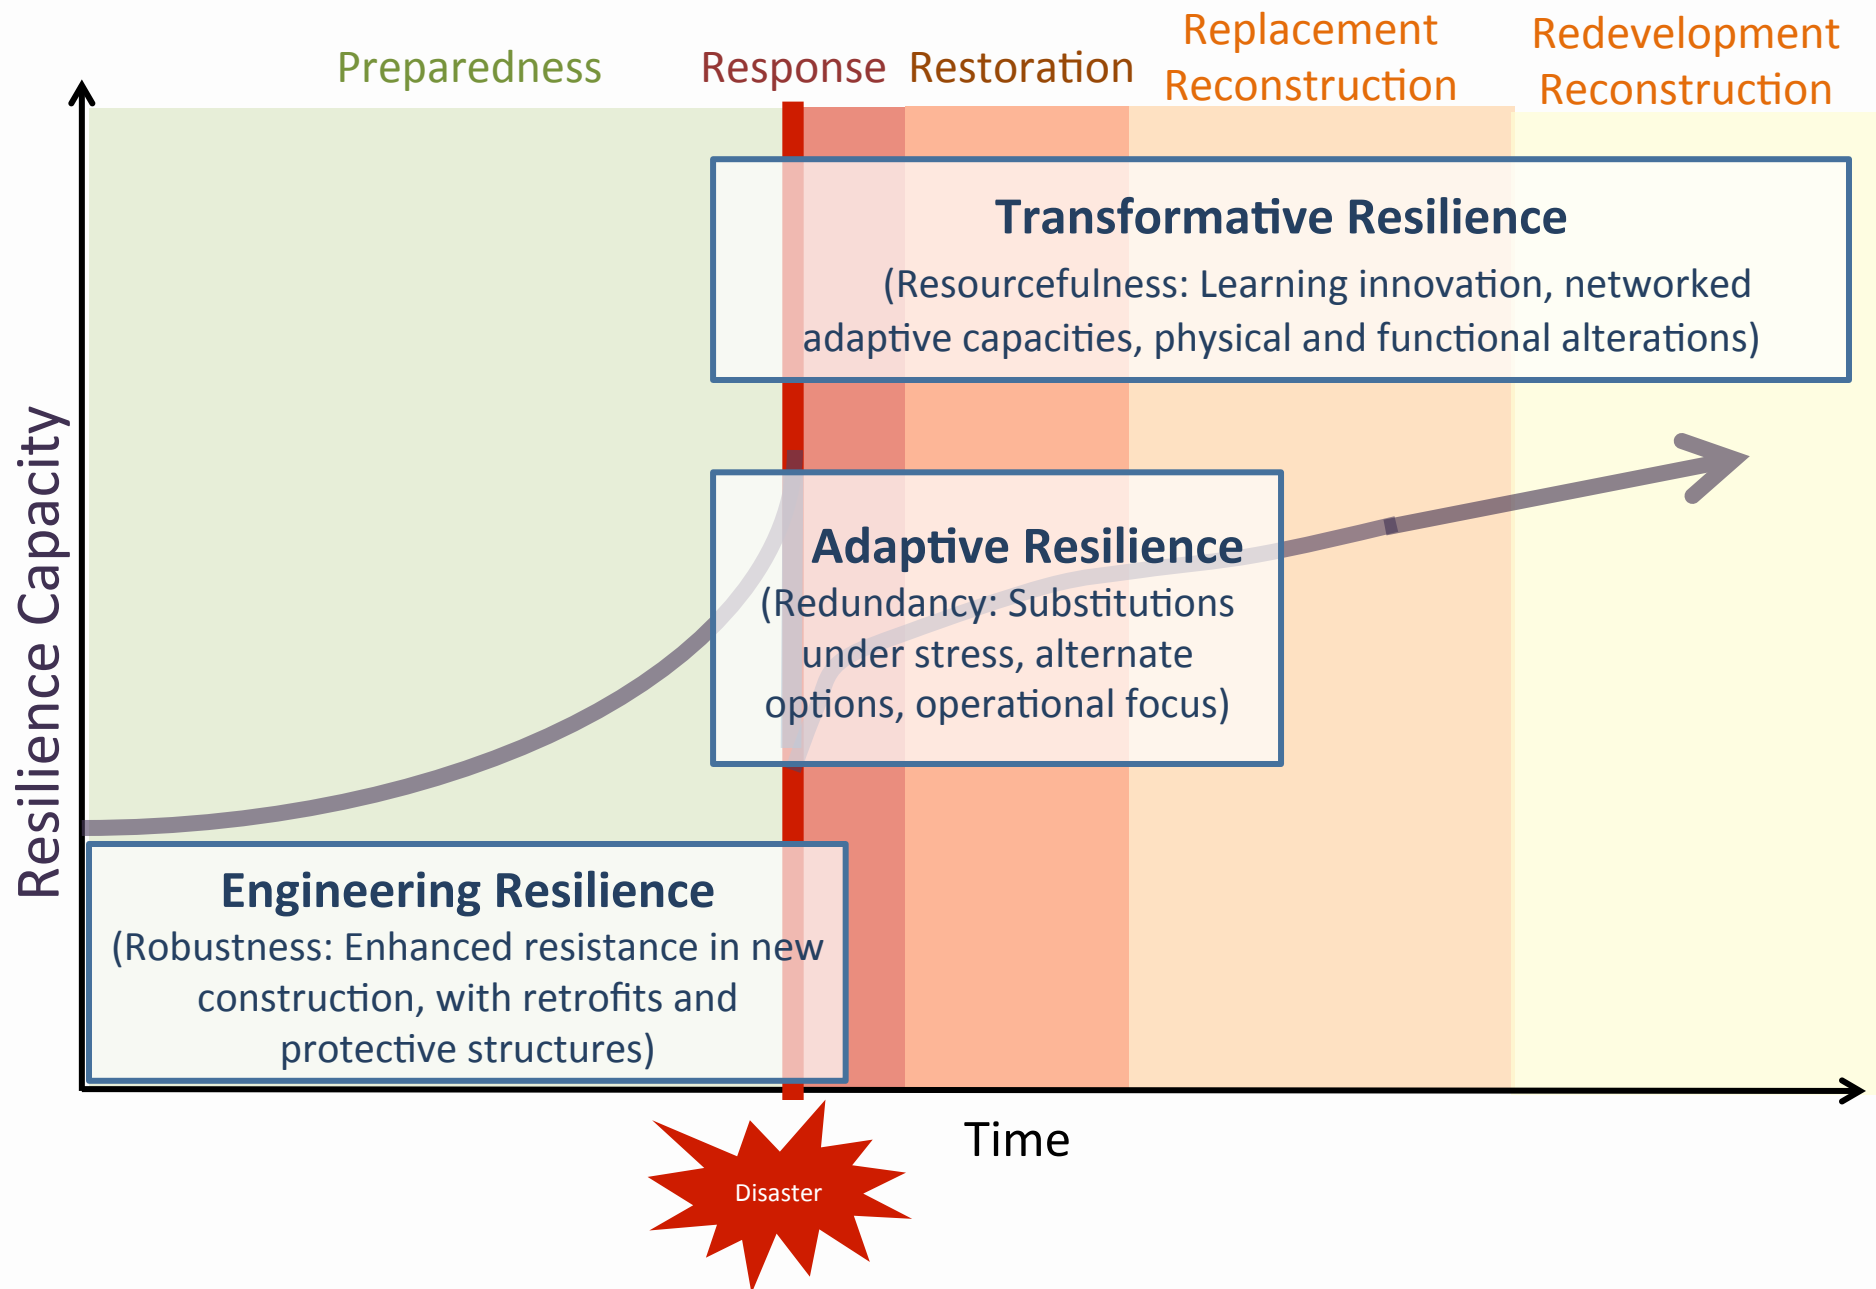 Preparedness
Response
Restoration
Replacement
Reconstruction
Redevelopment
Reconstruction
Resilience Capacity
Transformative Resilience
(Resourcefulness: Learning innovation, networked
adaptive capacities, physical and functional alterations)
Adaptive Resilience
(Redundancy: Substitutions
under stress, alternate
options, operational focus)
Engineering Resilience
(Robustness: Enhanced resistance in new
construction, with retrofits and
protective structures)
Time
Disaster